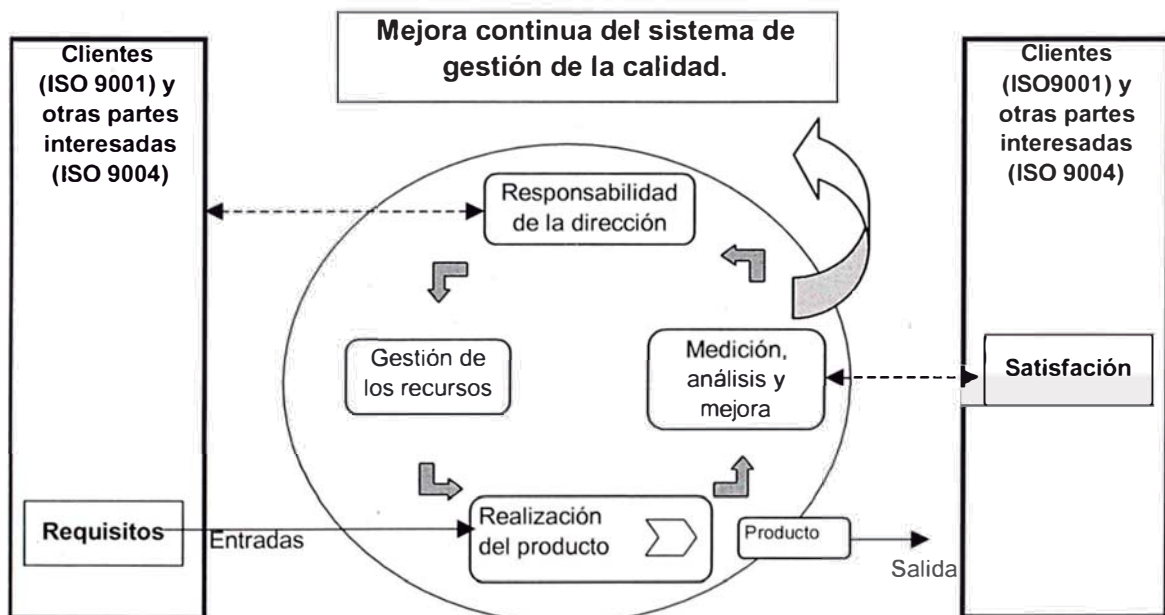 Mejora continua del sistema de
gestión de la calidad.
Clientes
(ISO 9001) y
otras partes
interesadas
(ISO 9004)
Clientes
(ISO9001) y
otras partes
interesadas
(ISO 9004)
Responsabilidad
de la dirección
Gestión de
los recursos
Medición,
análisis y
mejora
Satisfacción
Requisitos
Entradas
Realización
del producto
Producto
Salida